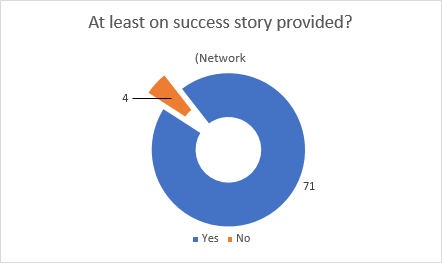 At least on success story provided?
(Network
4
71
Yes No